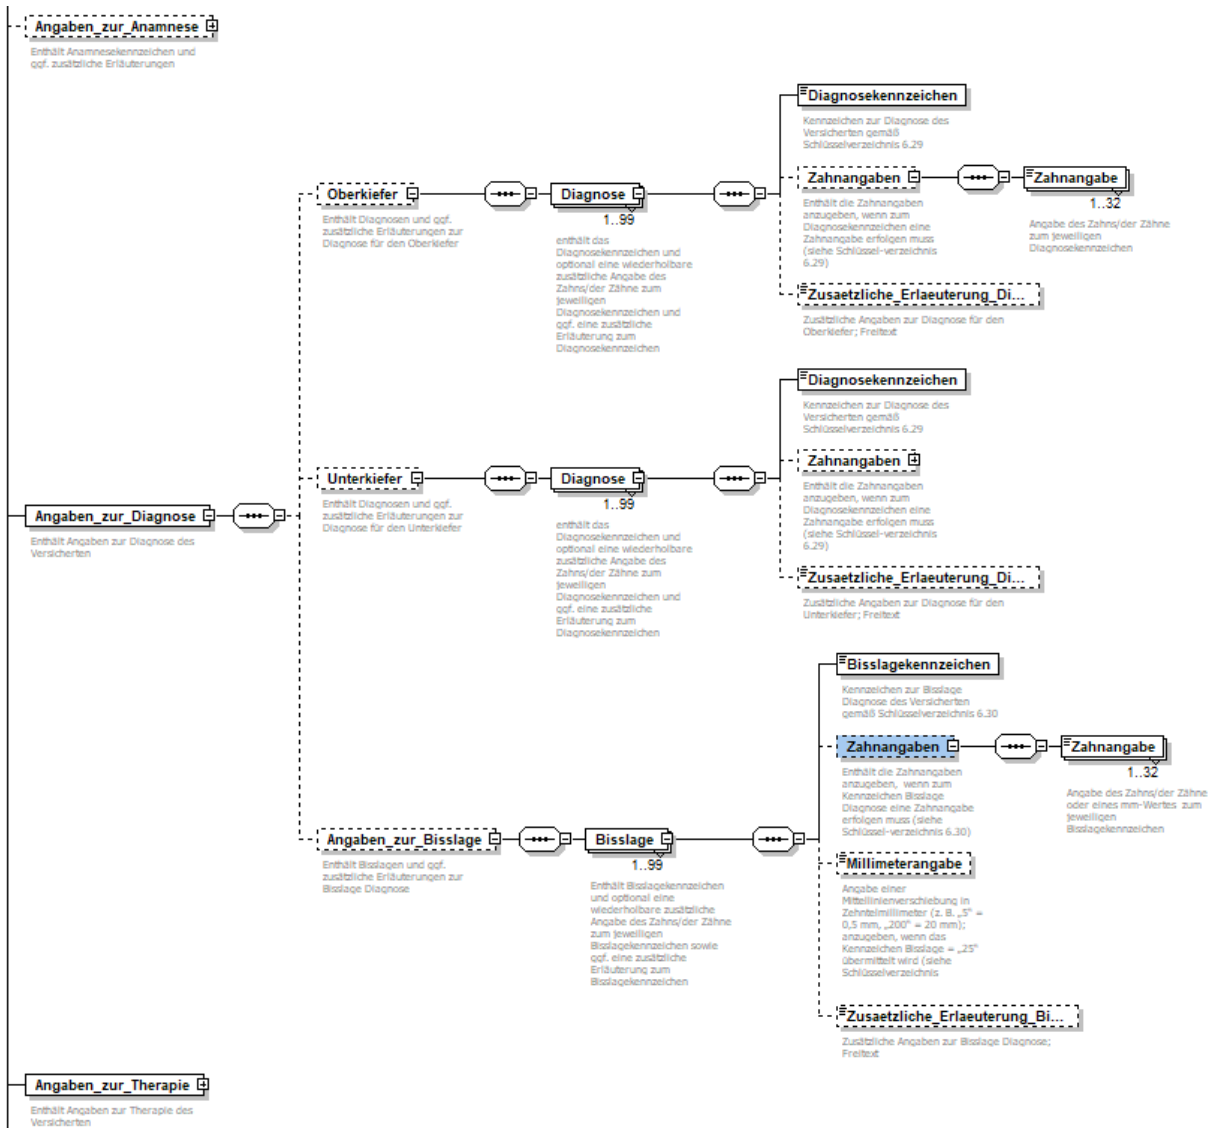 Angaben_zur_Anamnese
Enthält Anamnesekennzeichen und
ggf. zusätzliche Erläuterungen
Diagnosekennzeichen
Kennzeichen zur Diagnose des
Versicherten gemäß
Schlüsselverzeichnis 6.29
Oberkiefer
Enthält Diagnosen und ggf.
zusätzliche Erläuterungen zur
Diagnose für den Oberkiefer
Diagnose
1..99
enthält das
Diagnosekennzeichen und
optional eine wiederholbare
zusätzliche Angabe des
Zahns/der Zähne zum
jeweiligen
Diagnosekennzeichen und
ggf. eine zusätzliche
Erläuterung zum
Diagnosekennzeichen
Zahnangaben
Enthält die Zahnangaben
anzugeben, wenn zum
Diagnosekennzeichen eine
Zahnangabe erfolgen muss
(siehe Schlüssel-verzeichnis
6.29)
Zahnangabe
1..32
Angabe des Zahns/der Zähne
zum jeweiligen
Diagnosekennzeichen
Zusaetzliche_Erlaeuterung_Di...
Zusätzliche Angaben zur Diagnose für den
Oberkiefer; Freitext
Diagnosekennzeichen
Kennzeichen zur Diagnose des
Versicherten gemäß
Schlüsselverzeichnis 6.29
Unterkiefer
Enthält Diagnosen und ggf.
zusätzliche Erläuterungen zur
Diagnose für den Unterkiefer
Diagnose
1..99
enthält das
Diagnosekennzeichen und
optional eine wiederholbare
zusätzliche Angabe des
Zahns/der Zähne zum
jeweiligen
Diagnosekennzeichen und
ggf. eine zusätzliche
Erläuterung zum
Diagnosekennzeichen
Zahnangaben
Enthält die Zahnangaben
anzugeben, wenn zum
Diagnosekennzeichen eine
Zahnangabe erfolgen muss
(siehe Schlüssel-verzeichnis
6.29)
Zusaetzliche_Erlaeuterung_Di...
Zusätzliche Angaben zur Diagnose für den
Unterkiefer; Freitext
Angaben_zur_Diagnose
Enthält Angaben zur Diagnose des
Versicherten
Bisslagekennzeichen
Kennzeichen zur Bisslage
Diagnose des Versicherten
gemäß Schlüsselverzeichnis 6.30
Zahnangaben
Enthält die Zahnangaben
anzugeben, wenn zum
Kennzeichen Bisslage
Diagnose eine Zahnangabe
erfolgen muss (siehe
Schlüssel-verzeichnis 6.30)
Zahnangabe
1..32
Angabe des Zahns/der Zähne
oder eines mm-Wertes zum
jeweiligen
Bisslagekennzeichen
Angaben_zur_Bisslage
Enthält Bisslagen und ggf.
zusätzliche Erläuterungen zur
Bisslage Diagnose
Bisslage
1..99
Enthält Bisslagekennzeichen
und optional eine
wiederholbare zusätzliche
Angabe des Zahns/der Zähne
zum jeweiligen
Bisslagekennzeichen sowie
ggf. eine zusätzliche
Erläuterung zum
Bisslagekennzeichen
Millimeterangabe
Angabe einer
Mittellinienverschiebung in
Zehntelmillimeter (z. B. „5“ =
0,5 mm, „200“ = 20 mm);
anzugeben, wenn das
Kennzeichen Bisslage = „25“
übermittelt wird (siehe
Schlüsselverzeichnis
Zusaetzliche_Erlaeuterung_Bi...
Zusätzliche Angaben zur Bisslage Diagnose;
Freitext
Angaben_zur_Therapie
Enthält Angaben zur Therapie des
Versicherten